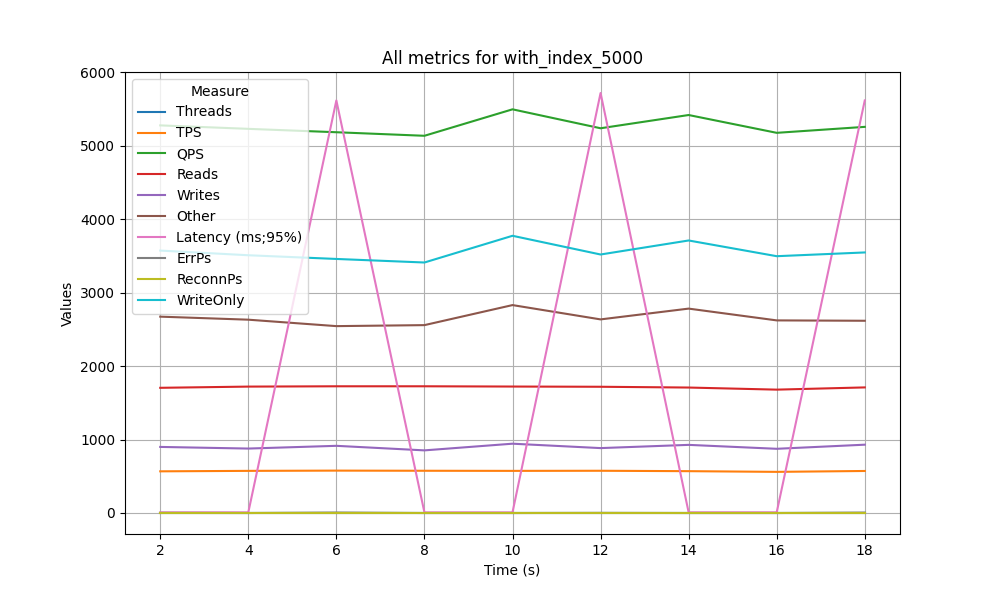 All metrics for with_index_5000
Values
6000
5000
4000
3000
2000
1000
0
Measure
Threads
TPS
QPS
Reads
Writes
Other
Latency (ms;95%)
ErrPs
ReconnPs
WriteOnly
2 4 6 8 10 12 14 16 18
Time (s)